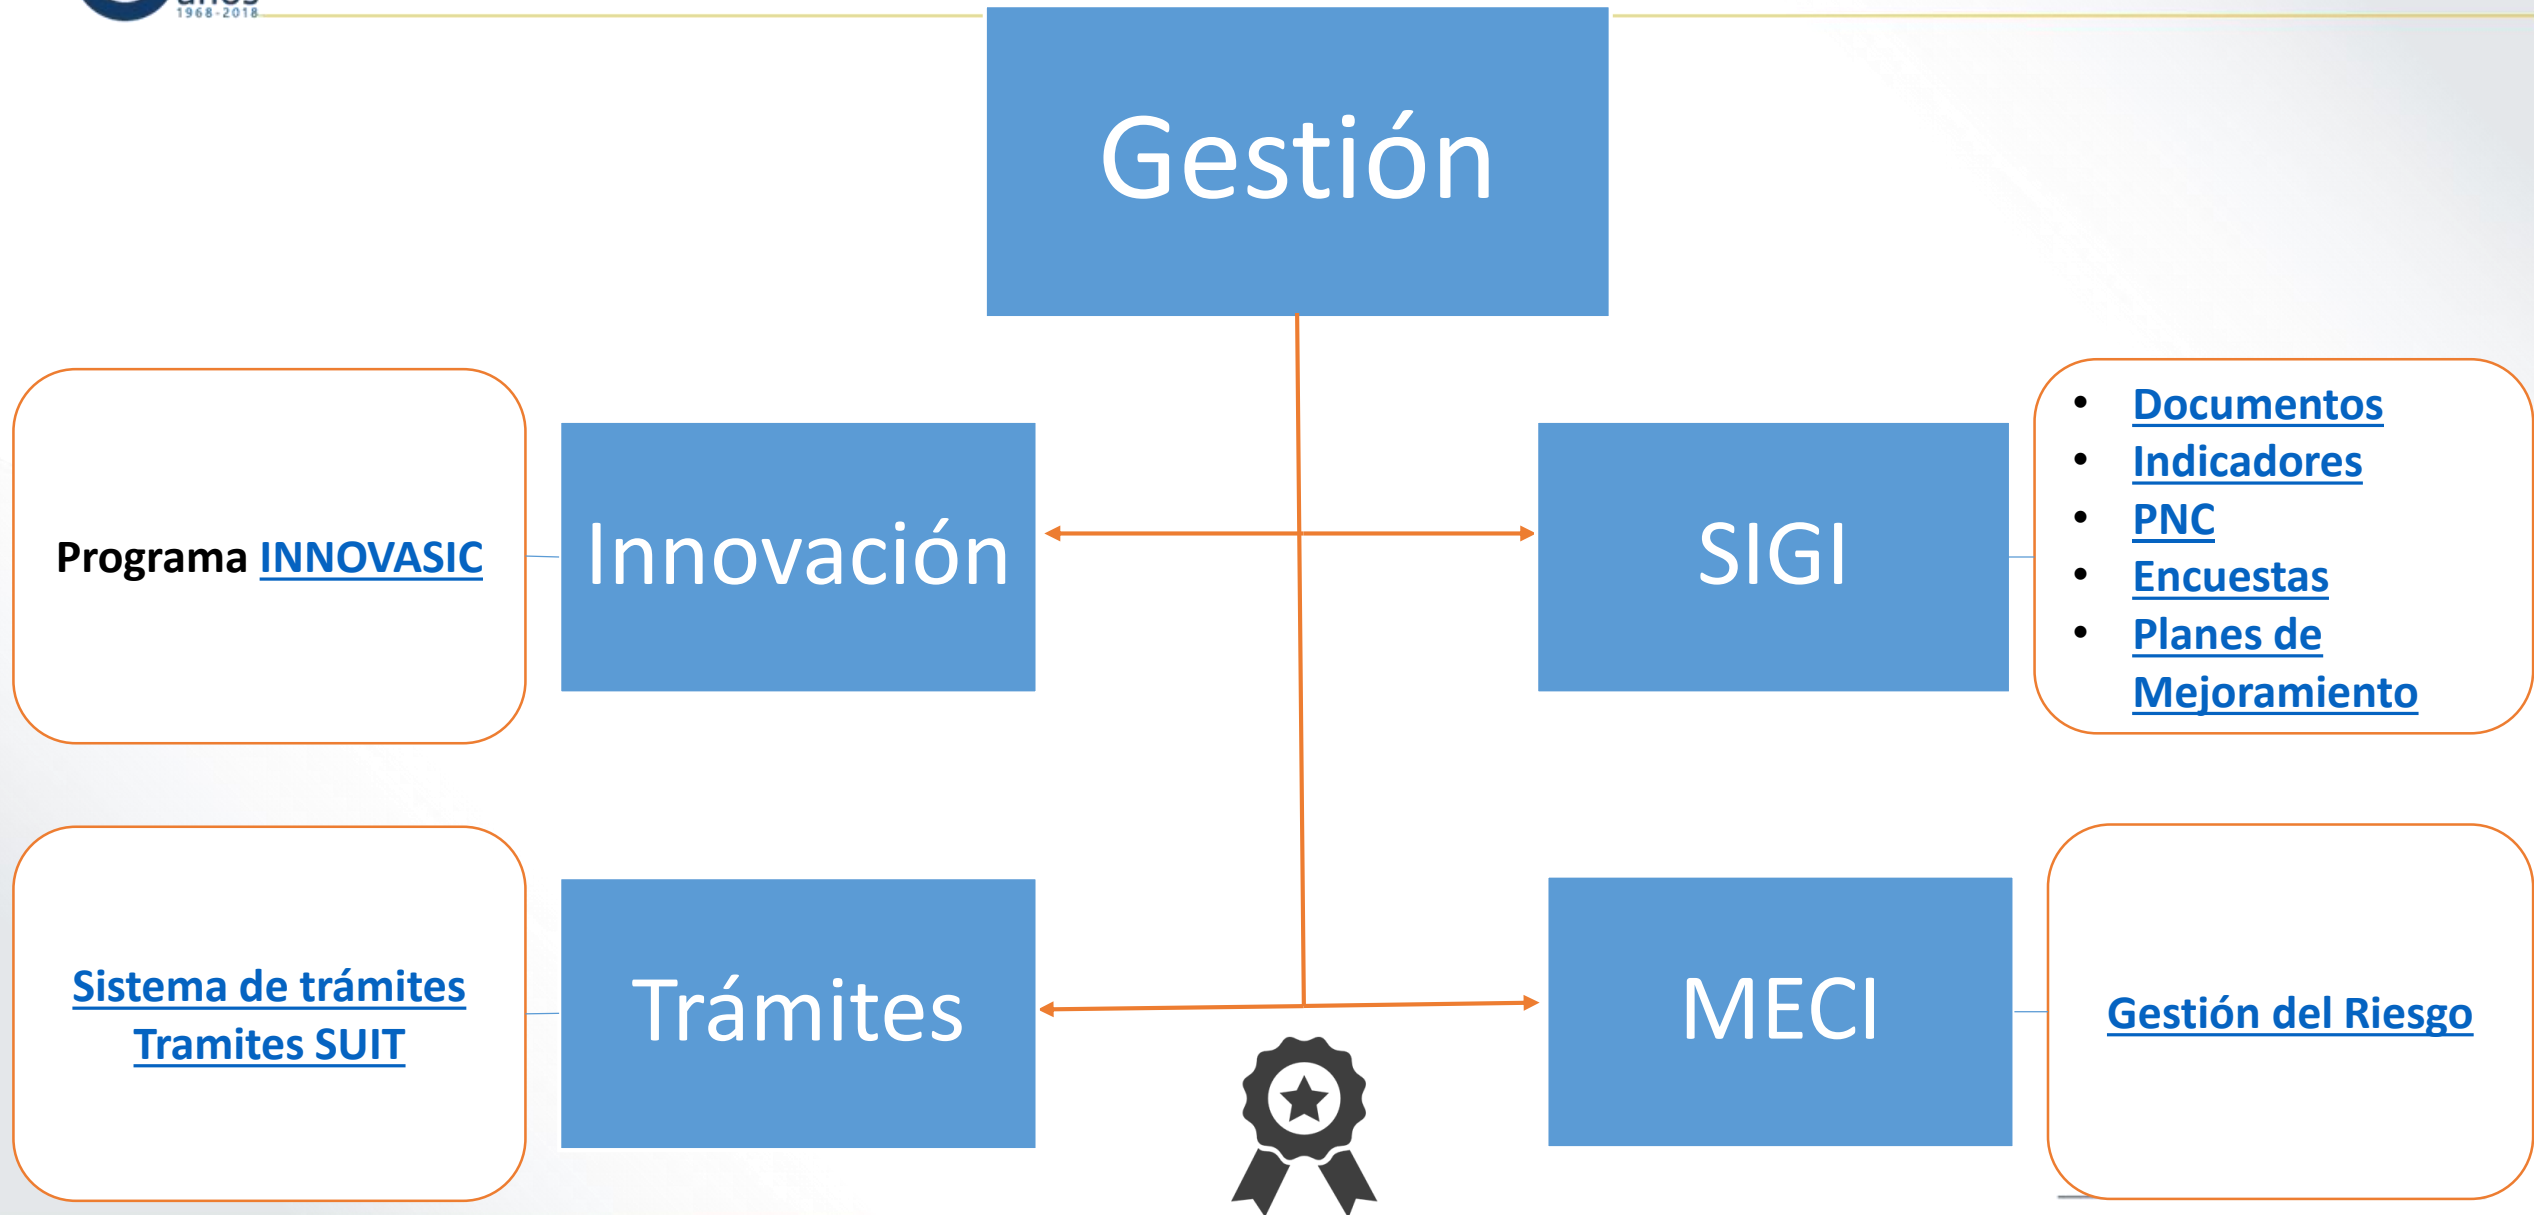 años
1968-2018
Gestión
Programa INNOVASIC
Innovación
SIGI
• Documentos
• Indicadores
• PNC
• Encuestas
• Planes de
Mejoramiento
Sistema de trámites
Tramites SUIT
Trámites
MECI
Gestión del Riesgo